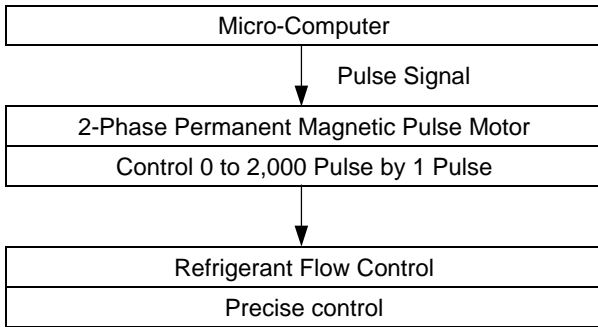 Micro-Computer
Pulse Signal
2-Phase Permanent Magnetic Pulse Motor
Control 0 to 2,000 Pulse by 1 Pulse
Refrigerant Flow Control
Precise control